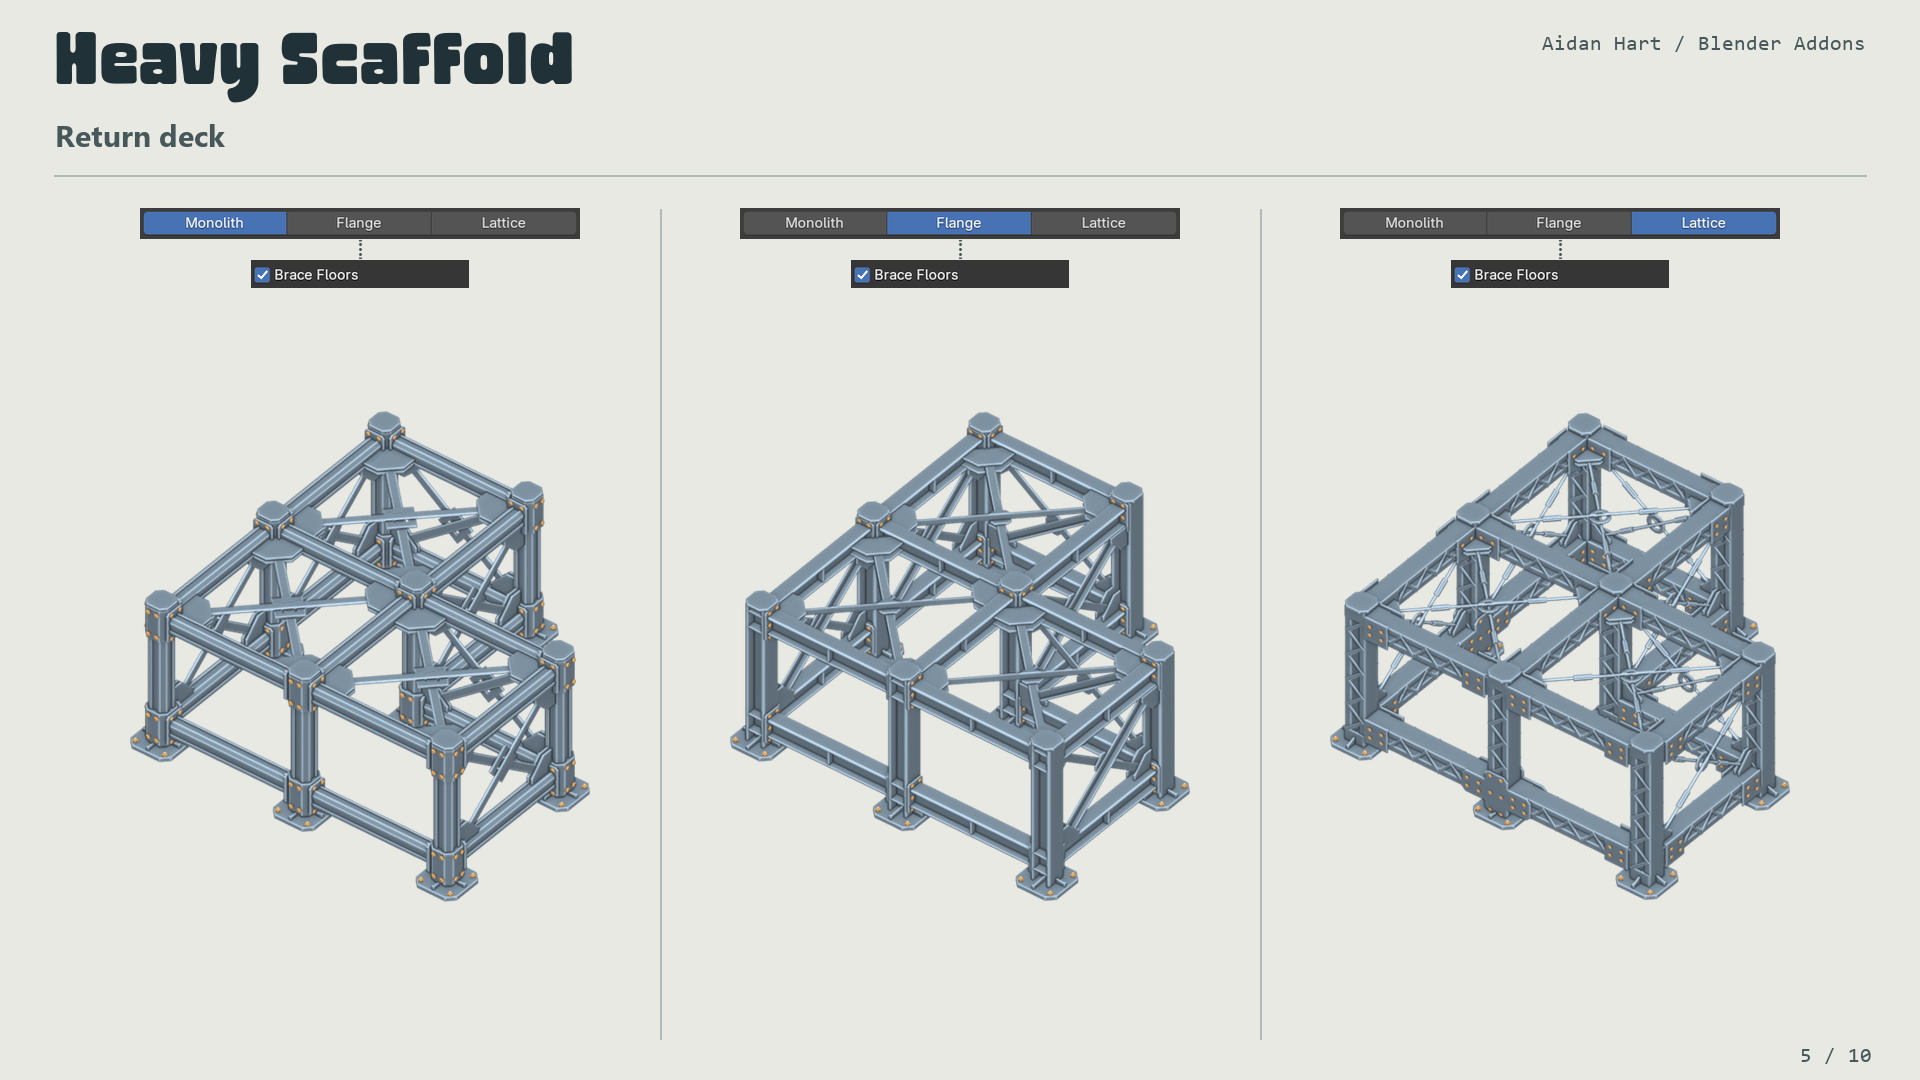 Heavy Scaffold
Aidan Hart / Blender Addons
Return deck
Monolith Flange Lattice
Brace Floors
Monolith Flange Lattice
Brace Floors
Monolith Flange Lattice
Brace Floors
5 / 10